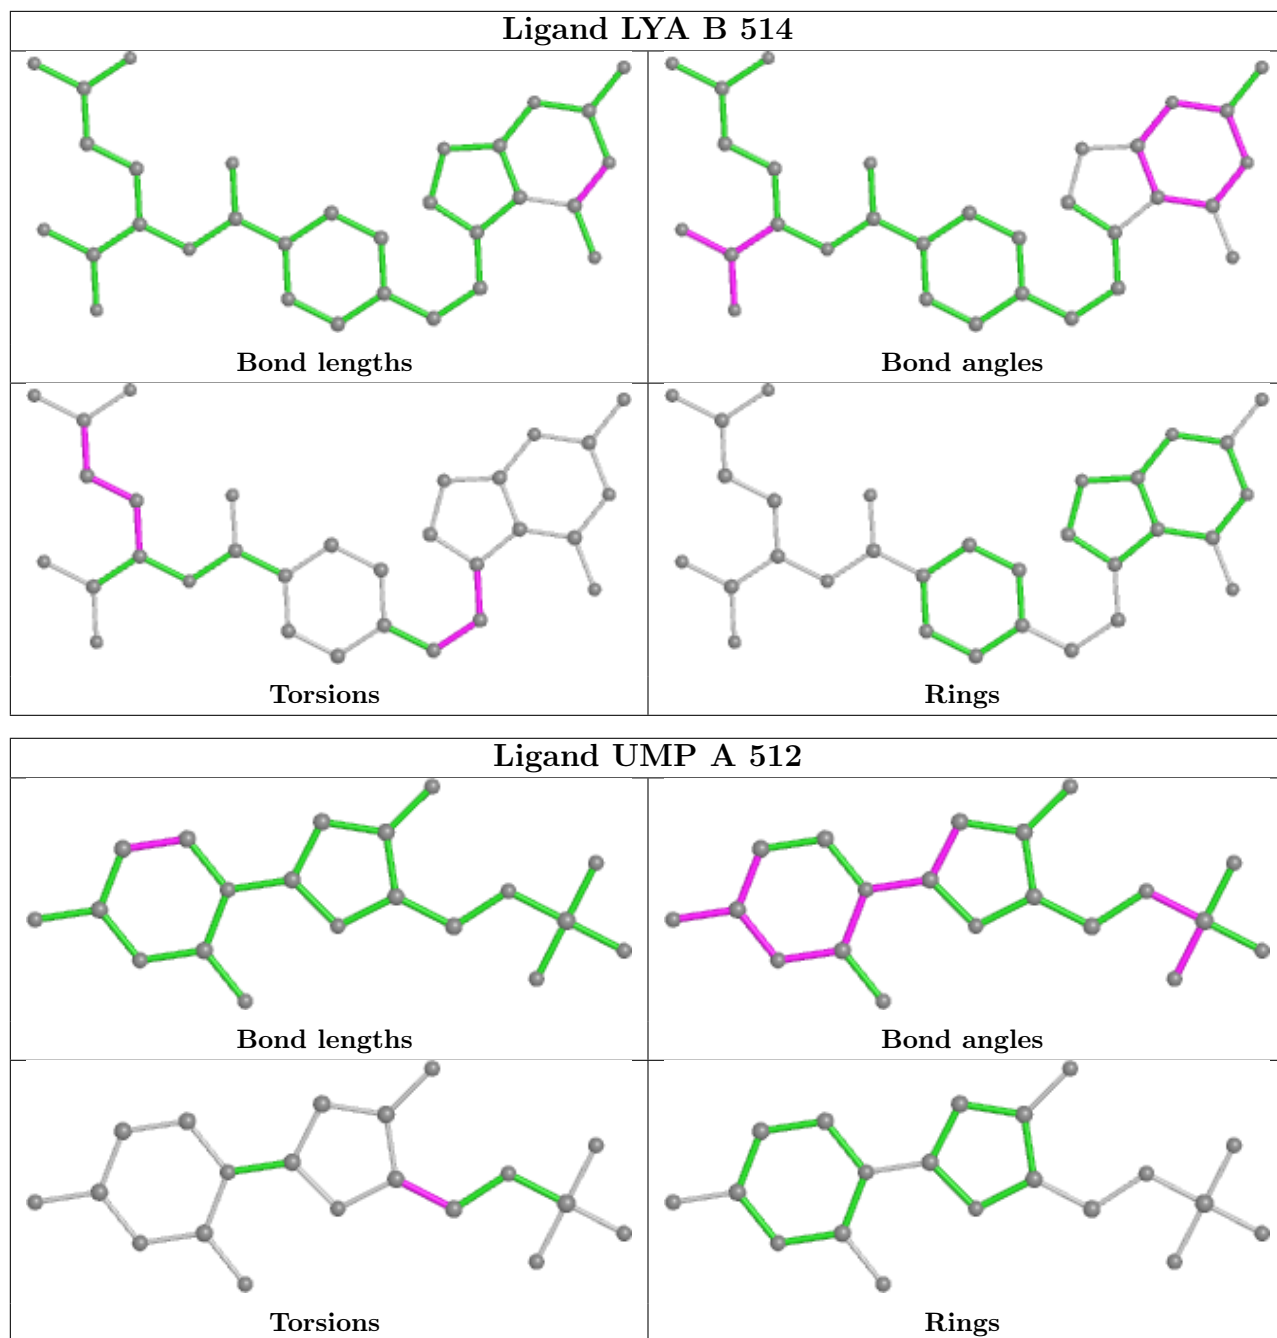 Ligand LYA B 514
Bond lengths
Bond angles
Torsions
Rings
Ligand UMP A 512
Bond lengths
Bond angles
Torsions
Rings